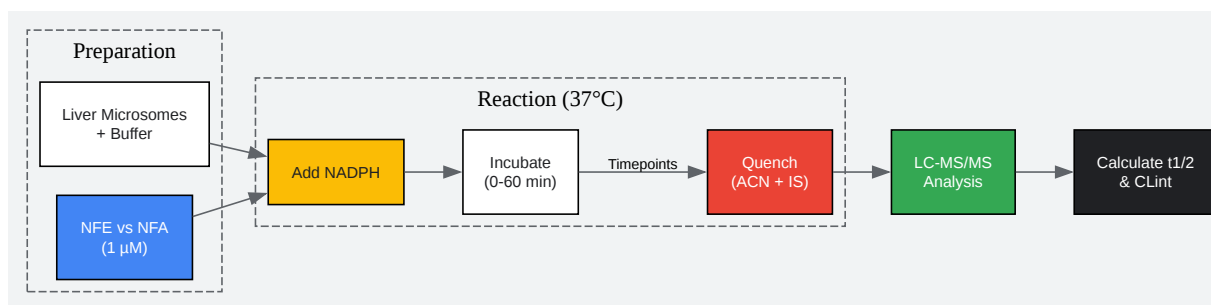 Preparation
Liver Microsomes
+ Buffer
NFE vs NFA
(1 µM)
Reaction (37°C)
Add NADPH
Incubate
(0-60 min)
Timepoints
Quench
(ACN + IS)
LC-MS/MS
Analysis
Calculate t1/2
& CLint